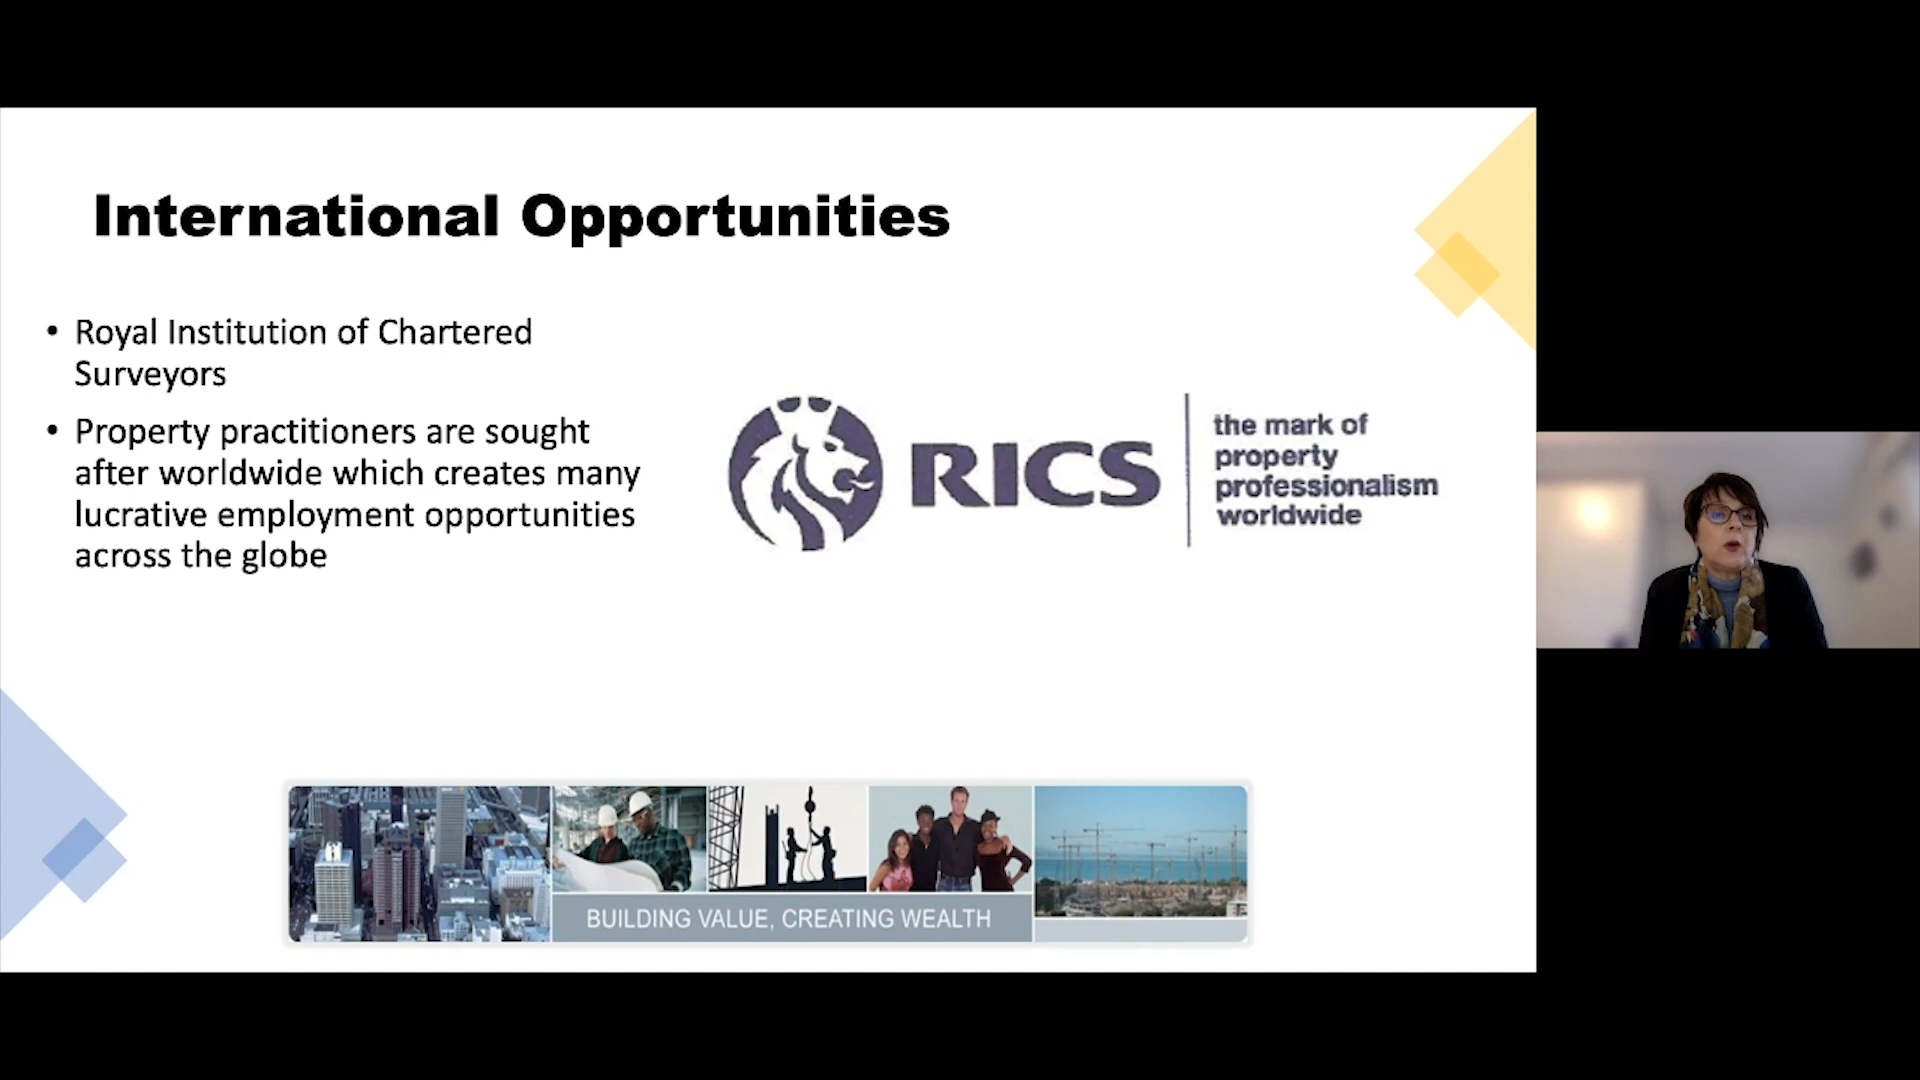 International Opportunities
• Royal Institution of Chartered
Surveyors
• Property practitioners are sought
after worldwide which creates many
lucrative employment opportunities
across the globe
RICS
the mark of
property
professionalism
worldwide
BUILDING VALUE, CREATING WEALTH